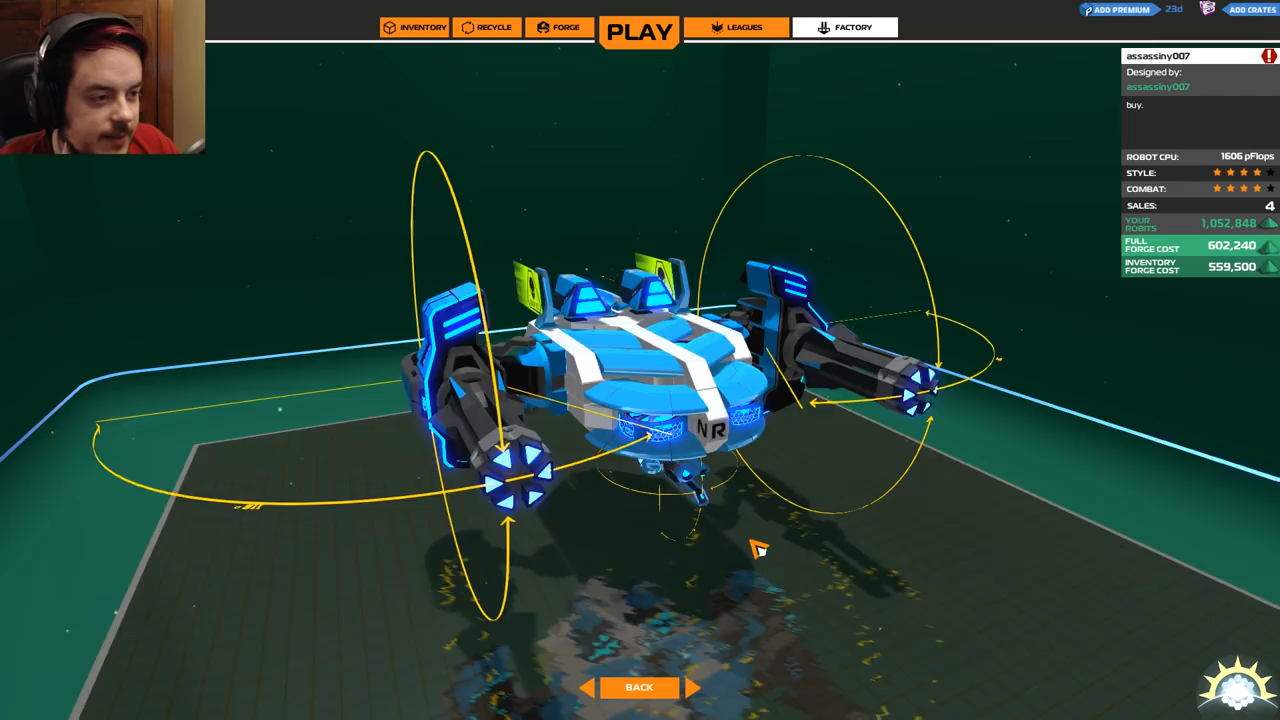 INVENTORY
RECYCLE
FORGE
PLAY
LEAGUES
FACTORY
ADD PREMIUM
23d
ADD CRATES
assassiny007
Designed by:
assassiny007
buy.
ROBOT CPU: 1606 pFlops
STYLE:
COMBAT:
SALES: 4
YOUR ROBITS 1,052,848
FULL FORGE COST 602,240
INVENTORY FORGE COST 559,500
NR
BACK